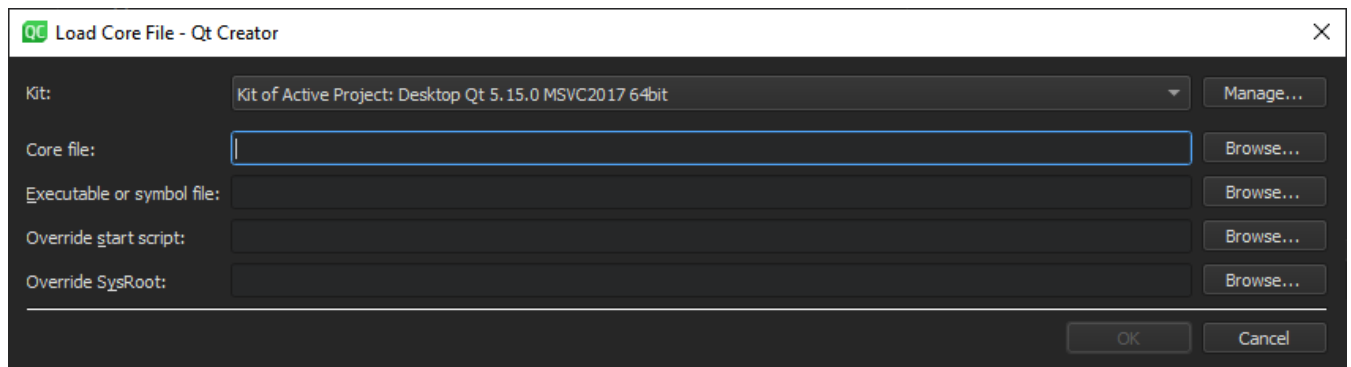 QC Load Core File - Qt Creator
Kit: Kit of Active Project: Desktop Qt 5.15.0 MSVC2017 64bit Manage...
Core file: Browse...
Executable or symbol file: Browse...
Override start script: Browse...
Override SysRoot: Browse...
OK Cancel